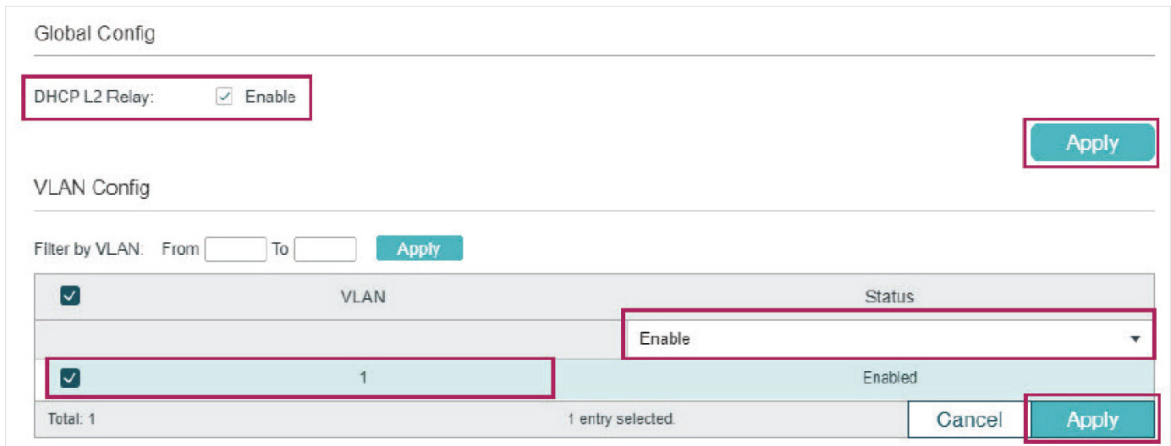 Global Config
DHCP L2 Relay: Enable
Apply
VLAN Config
Filter by VLAN: From To Apply
VLAN Status
Enable
1 Enabled
Total: 1 1 entry selected. Cancel Apply